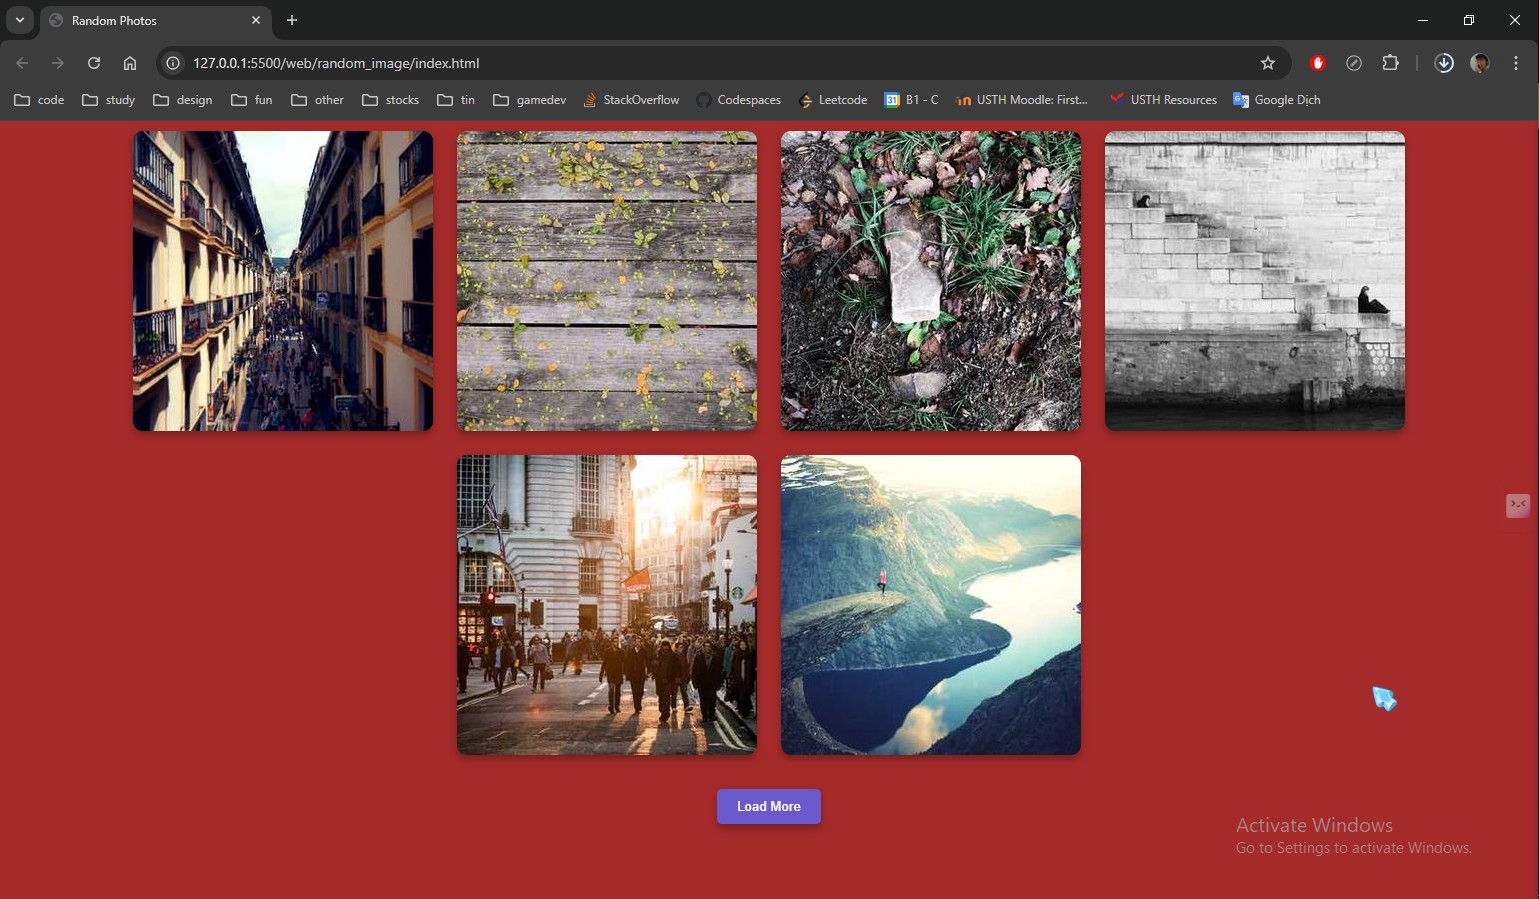 Random Photos
127.0.0.1:5500/web/random_image/index.html
code study design fun other stocks tin gamedev StackOverflow Codespaces Leetcode 31 B1 - C USTH Moodle: First... USTH Resources Google Dịch
Load More
Activate Windows
Go to Settings to activate Windows.